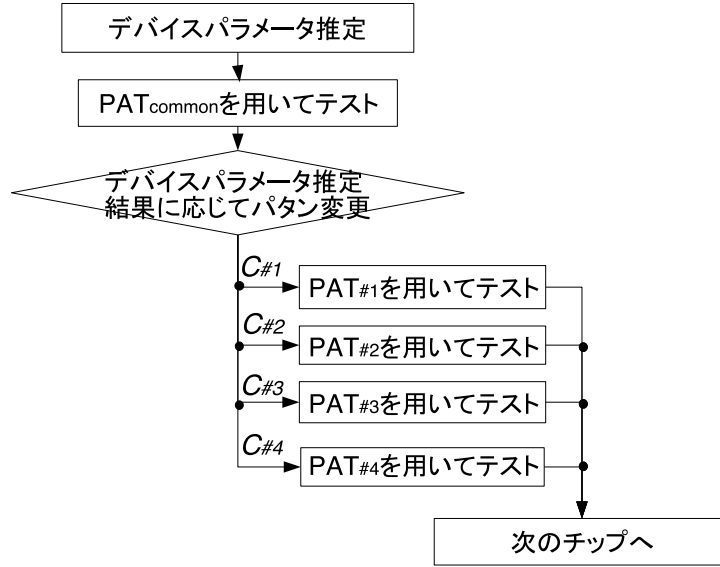 デバイスパラメータ推定
PATcommonを用いてテスト
デバイスパラメータ推定
結果に応じてパタン変更
C#1
PAT#1を用いてテスト
C#2
PAT#2を用いてテスト
C#3
PAT#3を用いてテスト
C#4
PAT#4を用いてテスト
次のチップへ